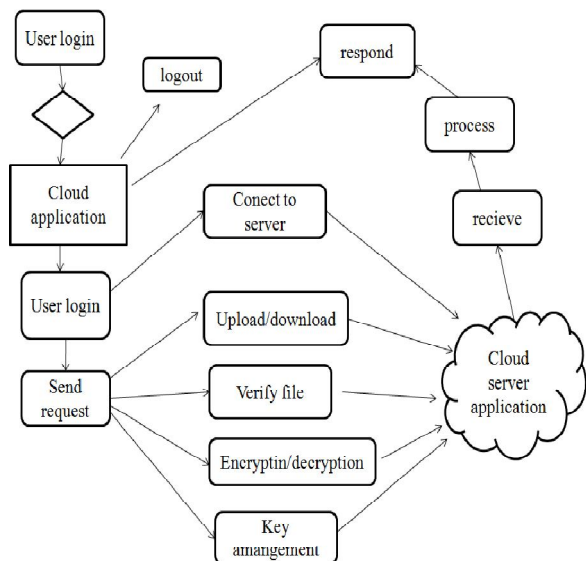 User login
respond
logout
process
Cloud
application
Conect to
server
recieve
User login
Upload/download
Cloud
server
application
Send
request
Verify file
Encryptin/decryption
Key
amangement